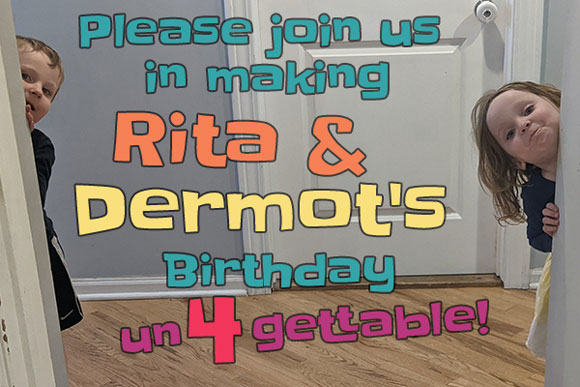 Please join us
in making
Rita &
Dermot's
Birthday
un4gettable!